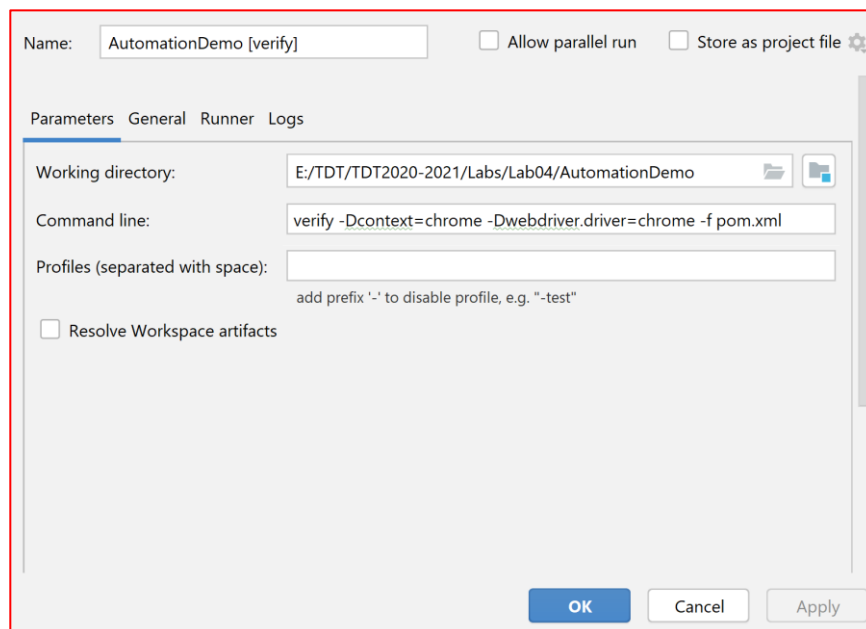 Name: AutomationDemo [verify] Allow parallel run Store as project file
Parameters General Runner Logs
Working directory: E:/TDT/TDT2020-2021/Labs/Lab04/AutomationDemo
Command line: verify -Dcontext=chrome -Dwebdriver.driver=chrome -f pom.xml
Profiles (separated with space):
add prefix '-' to disable profile, e.g. "-test"
Resolve Workspace artifacts
OK Cancel Apply